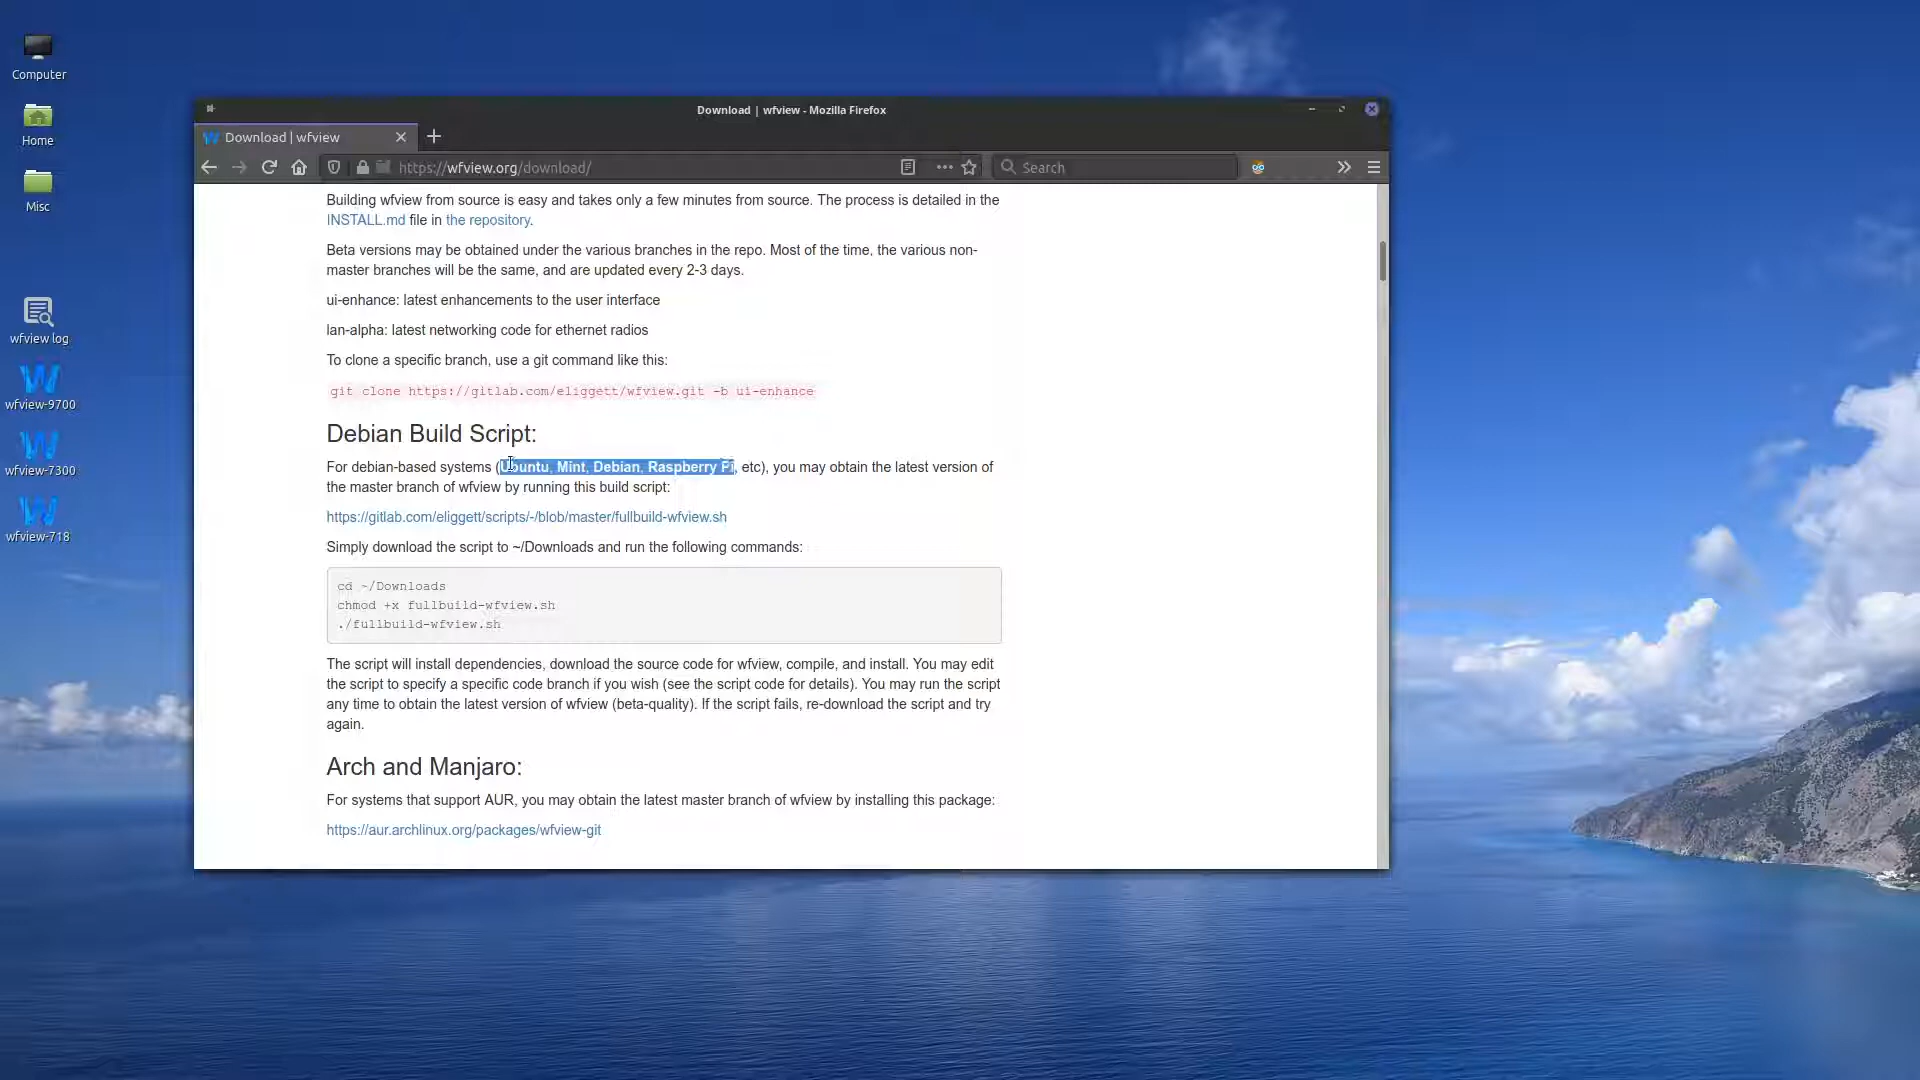 Computer
Home
Misc
wfview log
wfview-9700
wfview-7300
wfview-718
Download | wfview - Mozilla Firefox
Download | wfview
https://wfview.org/download/
Search
Building wfview from source is easy and takes only a few minutes from source. The process is detailed in the
INSTALL.md file in the repository.
Beta versions may be obtained under the various branches in the repo. Most of the time, the various non-
master branches will be the same, and are updated every 2-3 days.
ui-enhance: latest enhancements to the user interface
lan-alpha: latest networking code for ethernet radios
To clone a specific branch, use a git command like this:
git clone https://gitlab.com/eliggett/wfview.git -b ui-enhance
Debian Build Script:
For debian-based systems (Ubuntu, Mint, Debian, Raspberry Pi, etc), you may obtain the latest version of
the master branch of wfview by running this build script:
https://gitlab.com/eliggett/scripts/-/blob/master/fullbuild-wfview.sh
Simply download the script to ~/Downloads and run the following commands:
cd ~/Downloads
chmod +x fullbuild-wfview.sh
./fullbuild-wfview.sh
The script will install dependencies, download the source code for wfview, compile, and install. You may edit
the script to specify a specific code branch if you wish (see the script code for details). You may run the script
any time to obtain the latest version of wfview (beta-quality). If the script fails, re-download the script and try
again.
Arch and Manjaro:
For systems that support AUR, you may obtain the latest master branch of wfview by installing this package:
https://aur.archlinux.org/packages/wfview-git